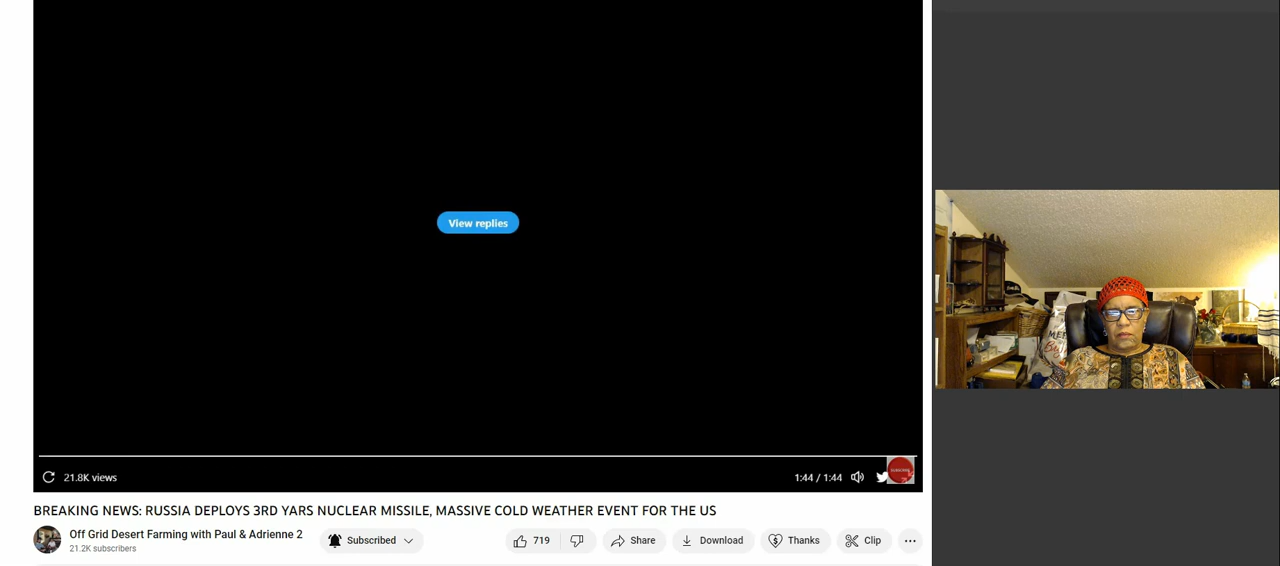 View replies
21.8K views
1:44 / 1:44
SUBSCRIBE
BREAKING NEWS: RUSSIA DEPLOYS 3RD YARS NUCLEAR MISSILE, MASSIVE COLD WEATHER EVENT FOR THE US
Off Grid Desert Farming with Paul & Adrienne 2
21.2K subscribers
Subscribed
719
Share
Download
Thanks
Clip